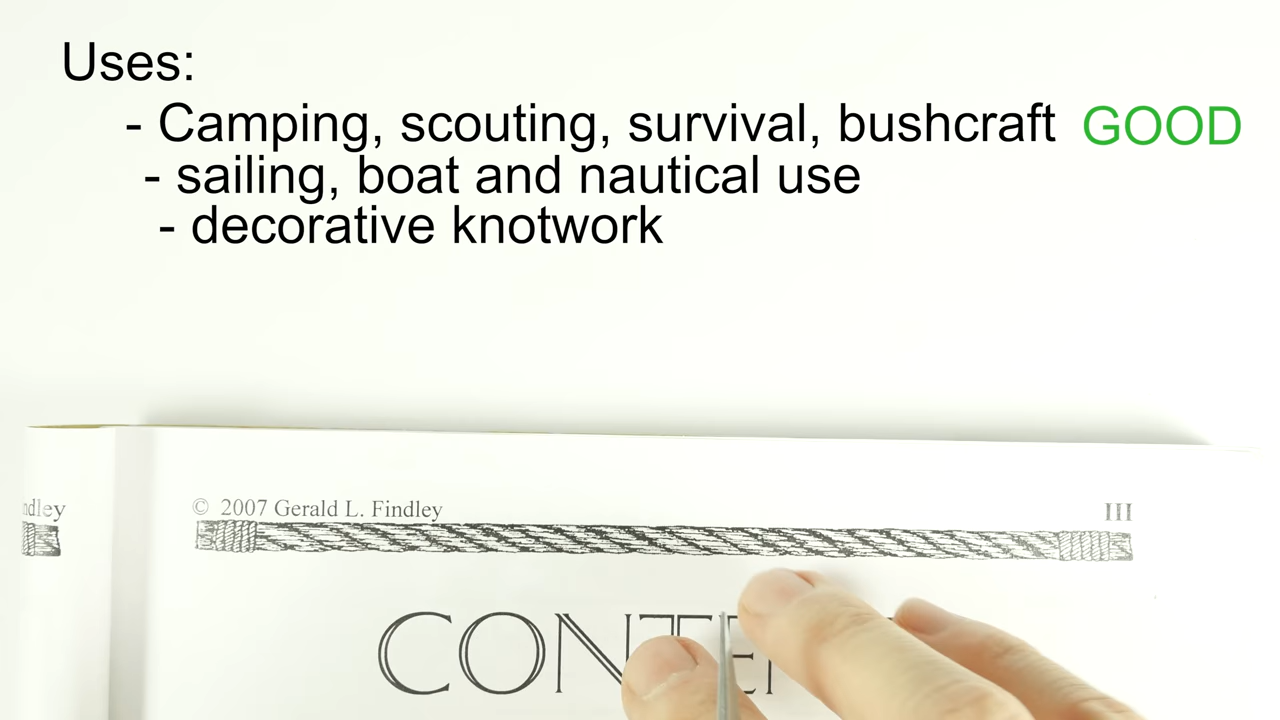 Uses:
- Camping, scouting, survival, bushcraft GOOD
- sailing, boat and nautical use
- decorative knotwork
© 2007 Gerald L. Findley III